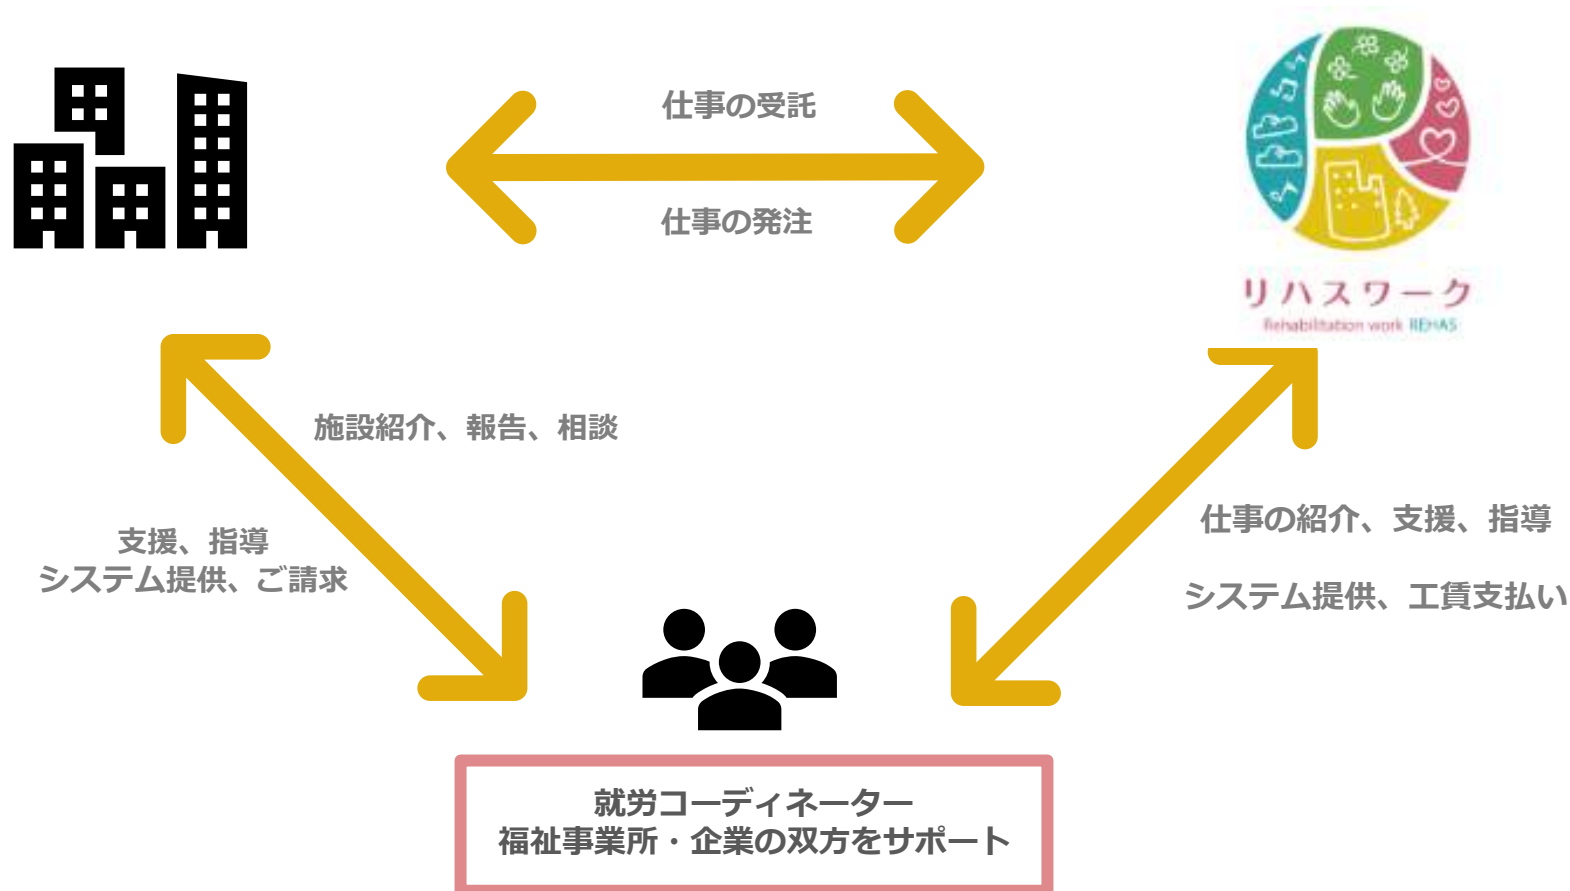 仕事の受託
仕事の発注
リハスワーク
Rehabilitation work REHAS
施設紹介、報告、相談
支援、指導
システム提供、ご請求
仕事の紹介、支援、指導
システム提供、工賃支払い
就労コーディネーター
福祉事業所・企業の双方をサポート